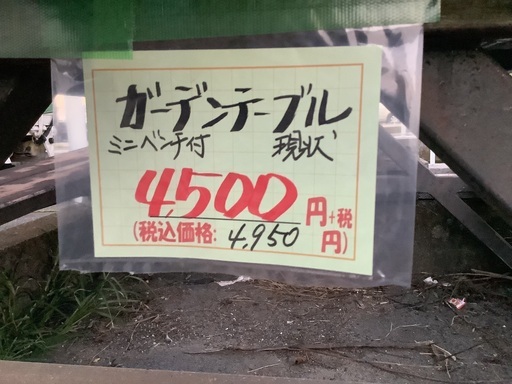 ガーデンテーブル
ミニベンチ付 現状
4,500円+税
(税込価格: 4,950円)